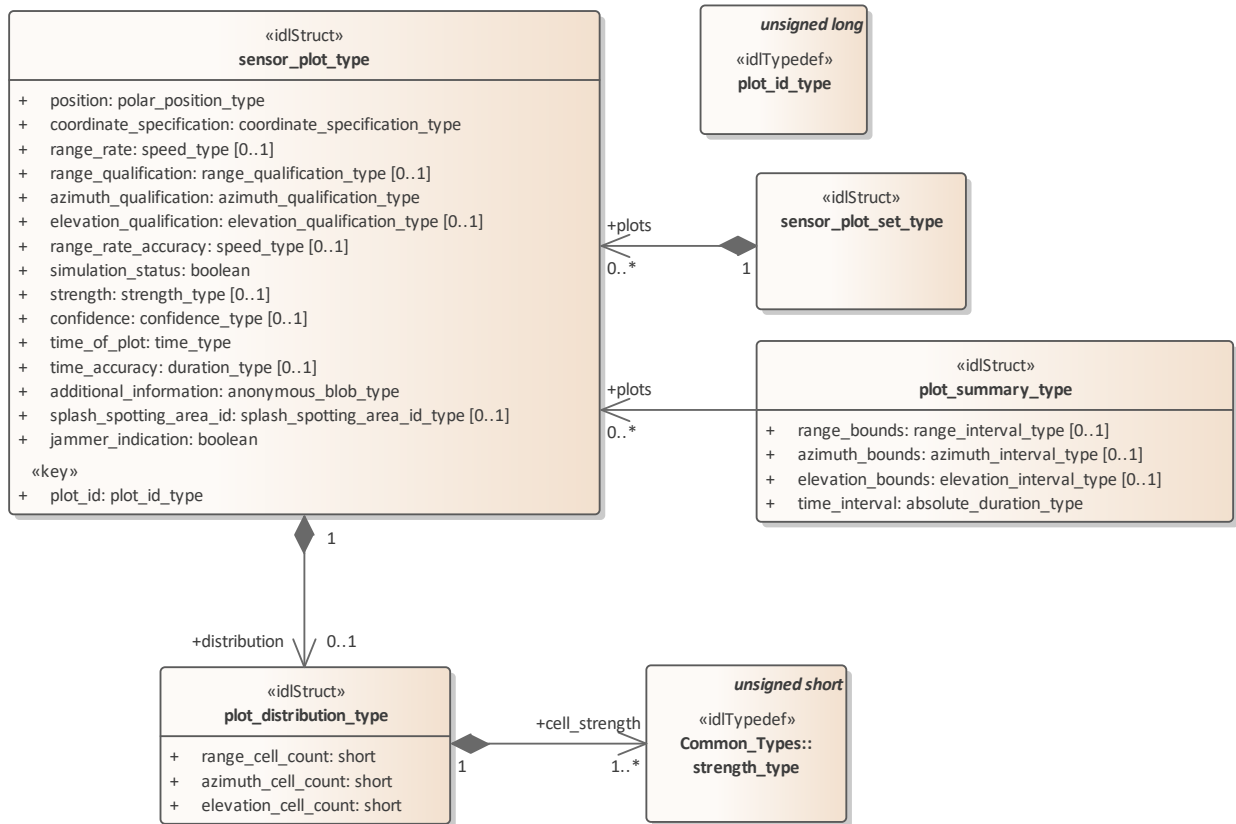 «idlStruct»
sensor_plot_type
+ position: polar_position_type
+ coordinate_specification: coordinate_specification_type
+ range_rate: speed_type [0..1]
+ range_qualification: range_qualification_type [0..1]
+ azimuth_qualification: azimuth_qualification_type
+ elevation_qualification: elevation_qualification_type [0..1]
+ range_rate_accuracy: speed_type [0..1]
+ simulation_status: boolean
+ strength: strength_type [0..1]
+ confidence: confidence_type [0..1]
+ time_of_plot: time_type
+ time_accuracy: duration_type [0..1]
+ additional_information: anonymous_blob_type
+ splash_spotting_area_id: splash_spotting_area_id_type [0..1]
+ jammer_indication: boolean
«key»
+ plot_id: plot_id_type
unsigned long
«idlTypedef»
plot_id_type
«idlStruct»
sensor_plot_set_type
+plots
0..*
1
«idlStruct»
plot_summary_type
+ range_bounds: range_interval_type [0..1]
+ azimuth_bounds: azimuth_interval_type [0..1]
+ elevation_bounds: elevation_interval_type [0..1]
+ time_interval: absolute_duration_type
+plots
0..*
1
+distribution
0..1
«idlStruct»
plot_distribution_type
+ range_cell_count: short
+ azimuth_cell_count: short
+ elevation_cell_count: short
+cell_strength
1
1..*
unsigned short
«idlTypedef»
Common_Types::
strength_type